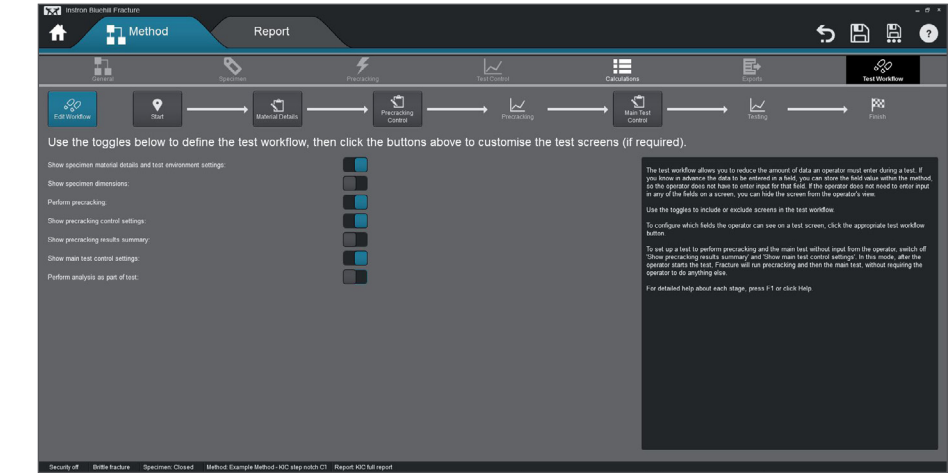 Instron Bluehill Fracture
Method
Report
General
Specimen
Precracking
Test Control
Calculations
Exports
Test Workflow
Edit Workflow
Start
Material Details
Precracking
Control
Precracking
Main Test
Control
Testing
Finish
Use the toggles below to define the test workflow, then click the buttons above to customise the test screens (if required).
Show specimen material details and test environment settings:
Show specimen dimensions:
Perform precracking:
Show precracking control settings:
Show precracking results summary:
Show main test control settings:
Perform analysis as part of test:
The test workflow allows you to reduce the amount of data an operator must enter during a test. If
you know in advance the data to be entered in a field, you can store the field value within the method,
so the operator does not have to enter input for that field. If the operator does not need to enter input
in any of the fields on a screen, you can hide the screen from the operator's view.
Use the toggles to include or exclude screens in the test workflow.
To configure which fields the operator can see on a test screen, click the appropriate test workflow
button.
To set up a test to perform precracking and the main test without input from the operator, switch off
'Show precracking results summary' and 'Show main test control settings'. In this mode, after the
operator starts the test, Fracture will run precracking and then the main test, without requiring the
operator to do anything else.
For detailed help about each stage, press F1 or click Help.
Security off Brittle fracture Specimen: Closed Method: Example Method - KIC step notch C1 Report: KIC full report